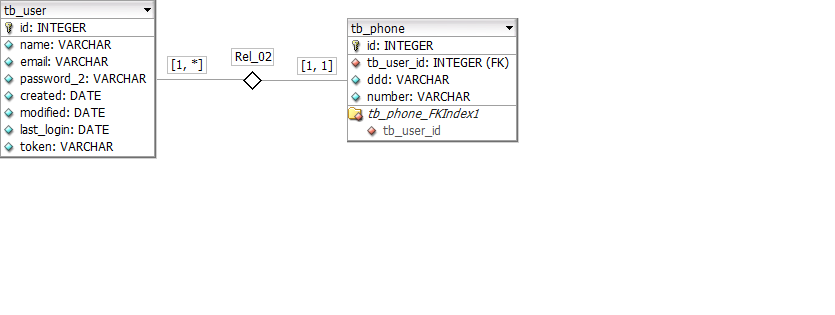 tb_user
id: INTEGER
name: VARCHAR
email: VARCHAR
password_2: VARCHAR
created: DATE
modified: DATE
last_login: DATE
token: VARCHAR
[1, *]
Rel_02
[1, 1]
tb_phone
id: INTEGER
tb_user_id: INTEGER (FK)
ddd: VARCHAR
number: VARCHAR
tb_phone_FKIndex1
tb_user_id